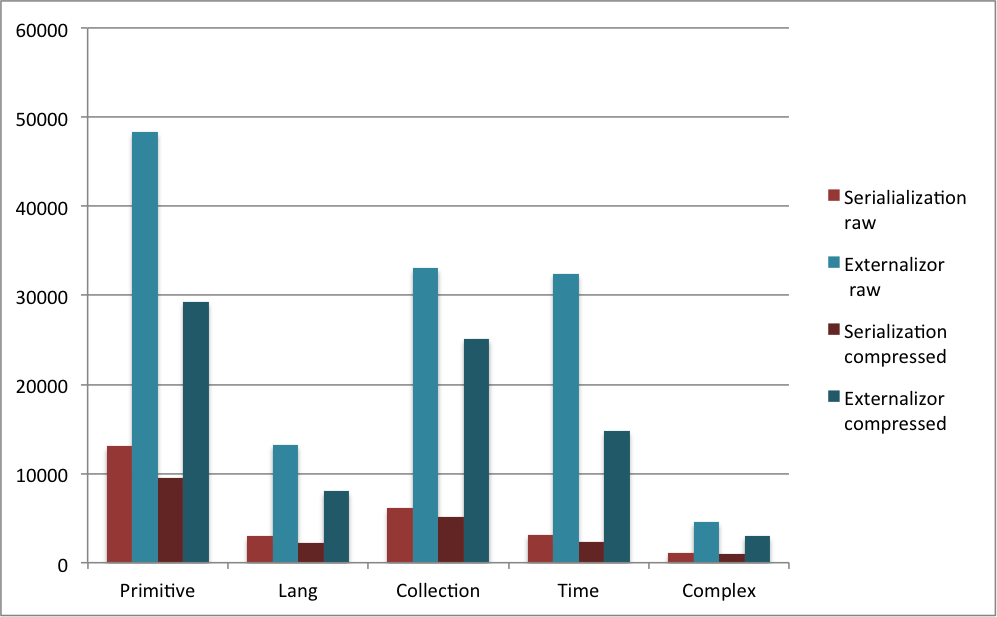 60000
50000
40000
30000
20000
10000
0
Primitive Lang Collection Time Complex
Serialialization
raw
Externalizor
raw
Serialization
compressed
Externalizor
compressed